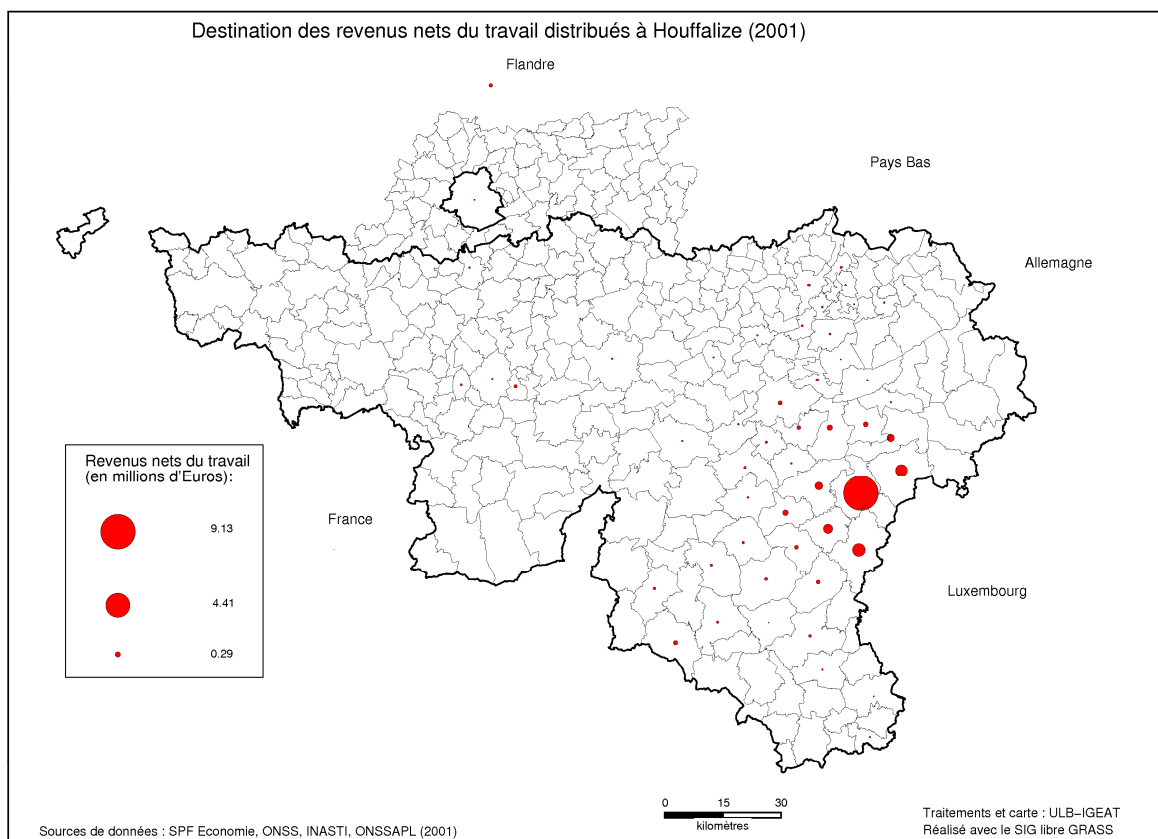 Destination des revenus nets du travail distribués à Houffalize (2001)
Flandre
Pays Bas
Allemagne
Revenus nets du travail
(en millions d'Euros):
9.13
4.41
0.29
France
Luxembourg
0 15 30
kilomètres
Sources de données : SPF Economie, ONSS, INASTI, ONSSAPL (2001)
Traitements et carte : ULB-IGEAT
Réalisé avec le SIG libre GRASS